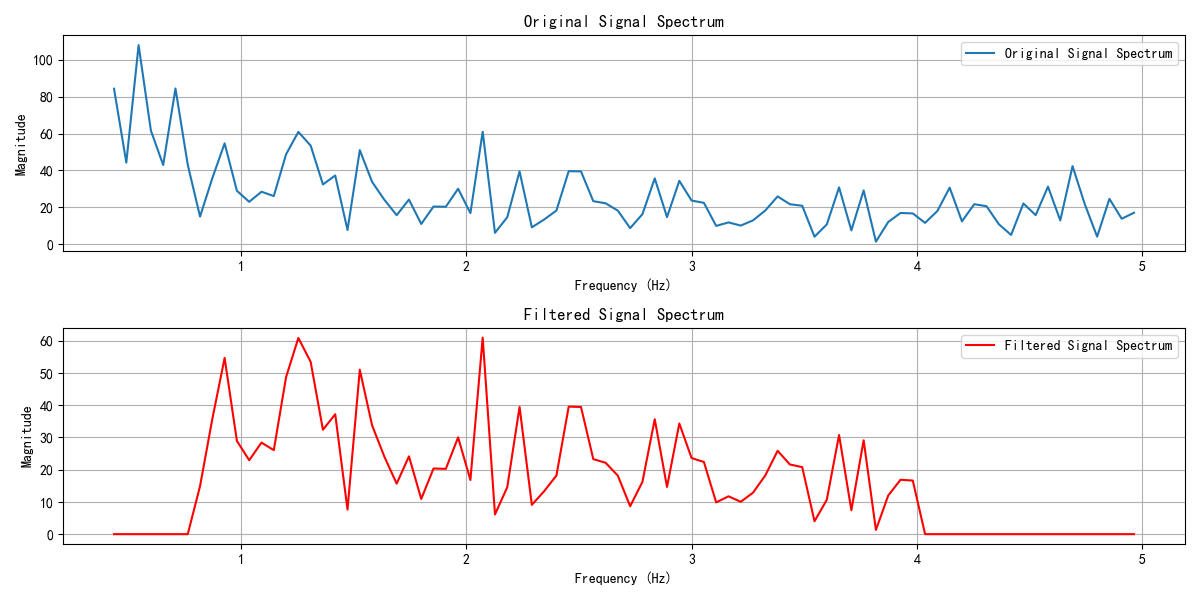 Original Signal Spectrum
Original Signal Spectrum
100
80
60
40
20
0
Magnitude
1 2 3 4 5
Frequency (Hz)
Filtered Signal Spectrum
Filtered Signal Spectrum
60
50
40
30
20
10
0
Magnitude
1 2 3 4 5
Frequency (Hz)